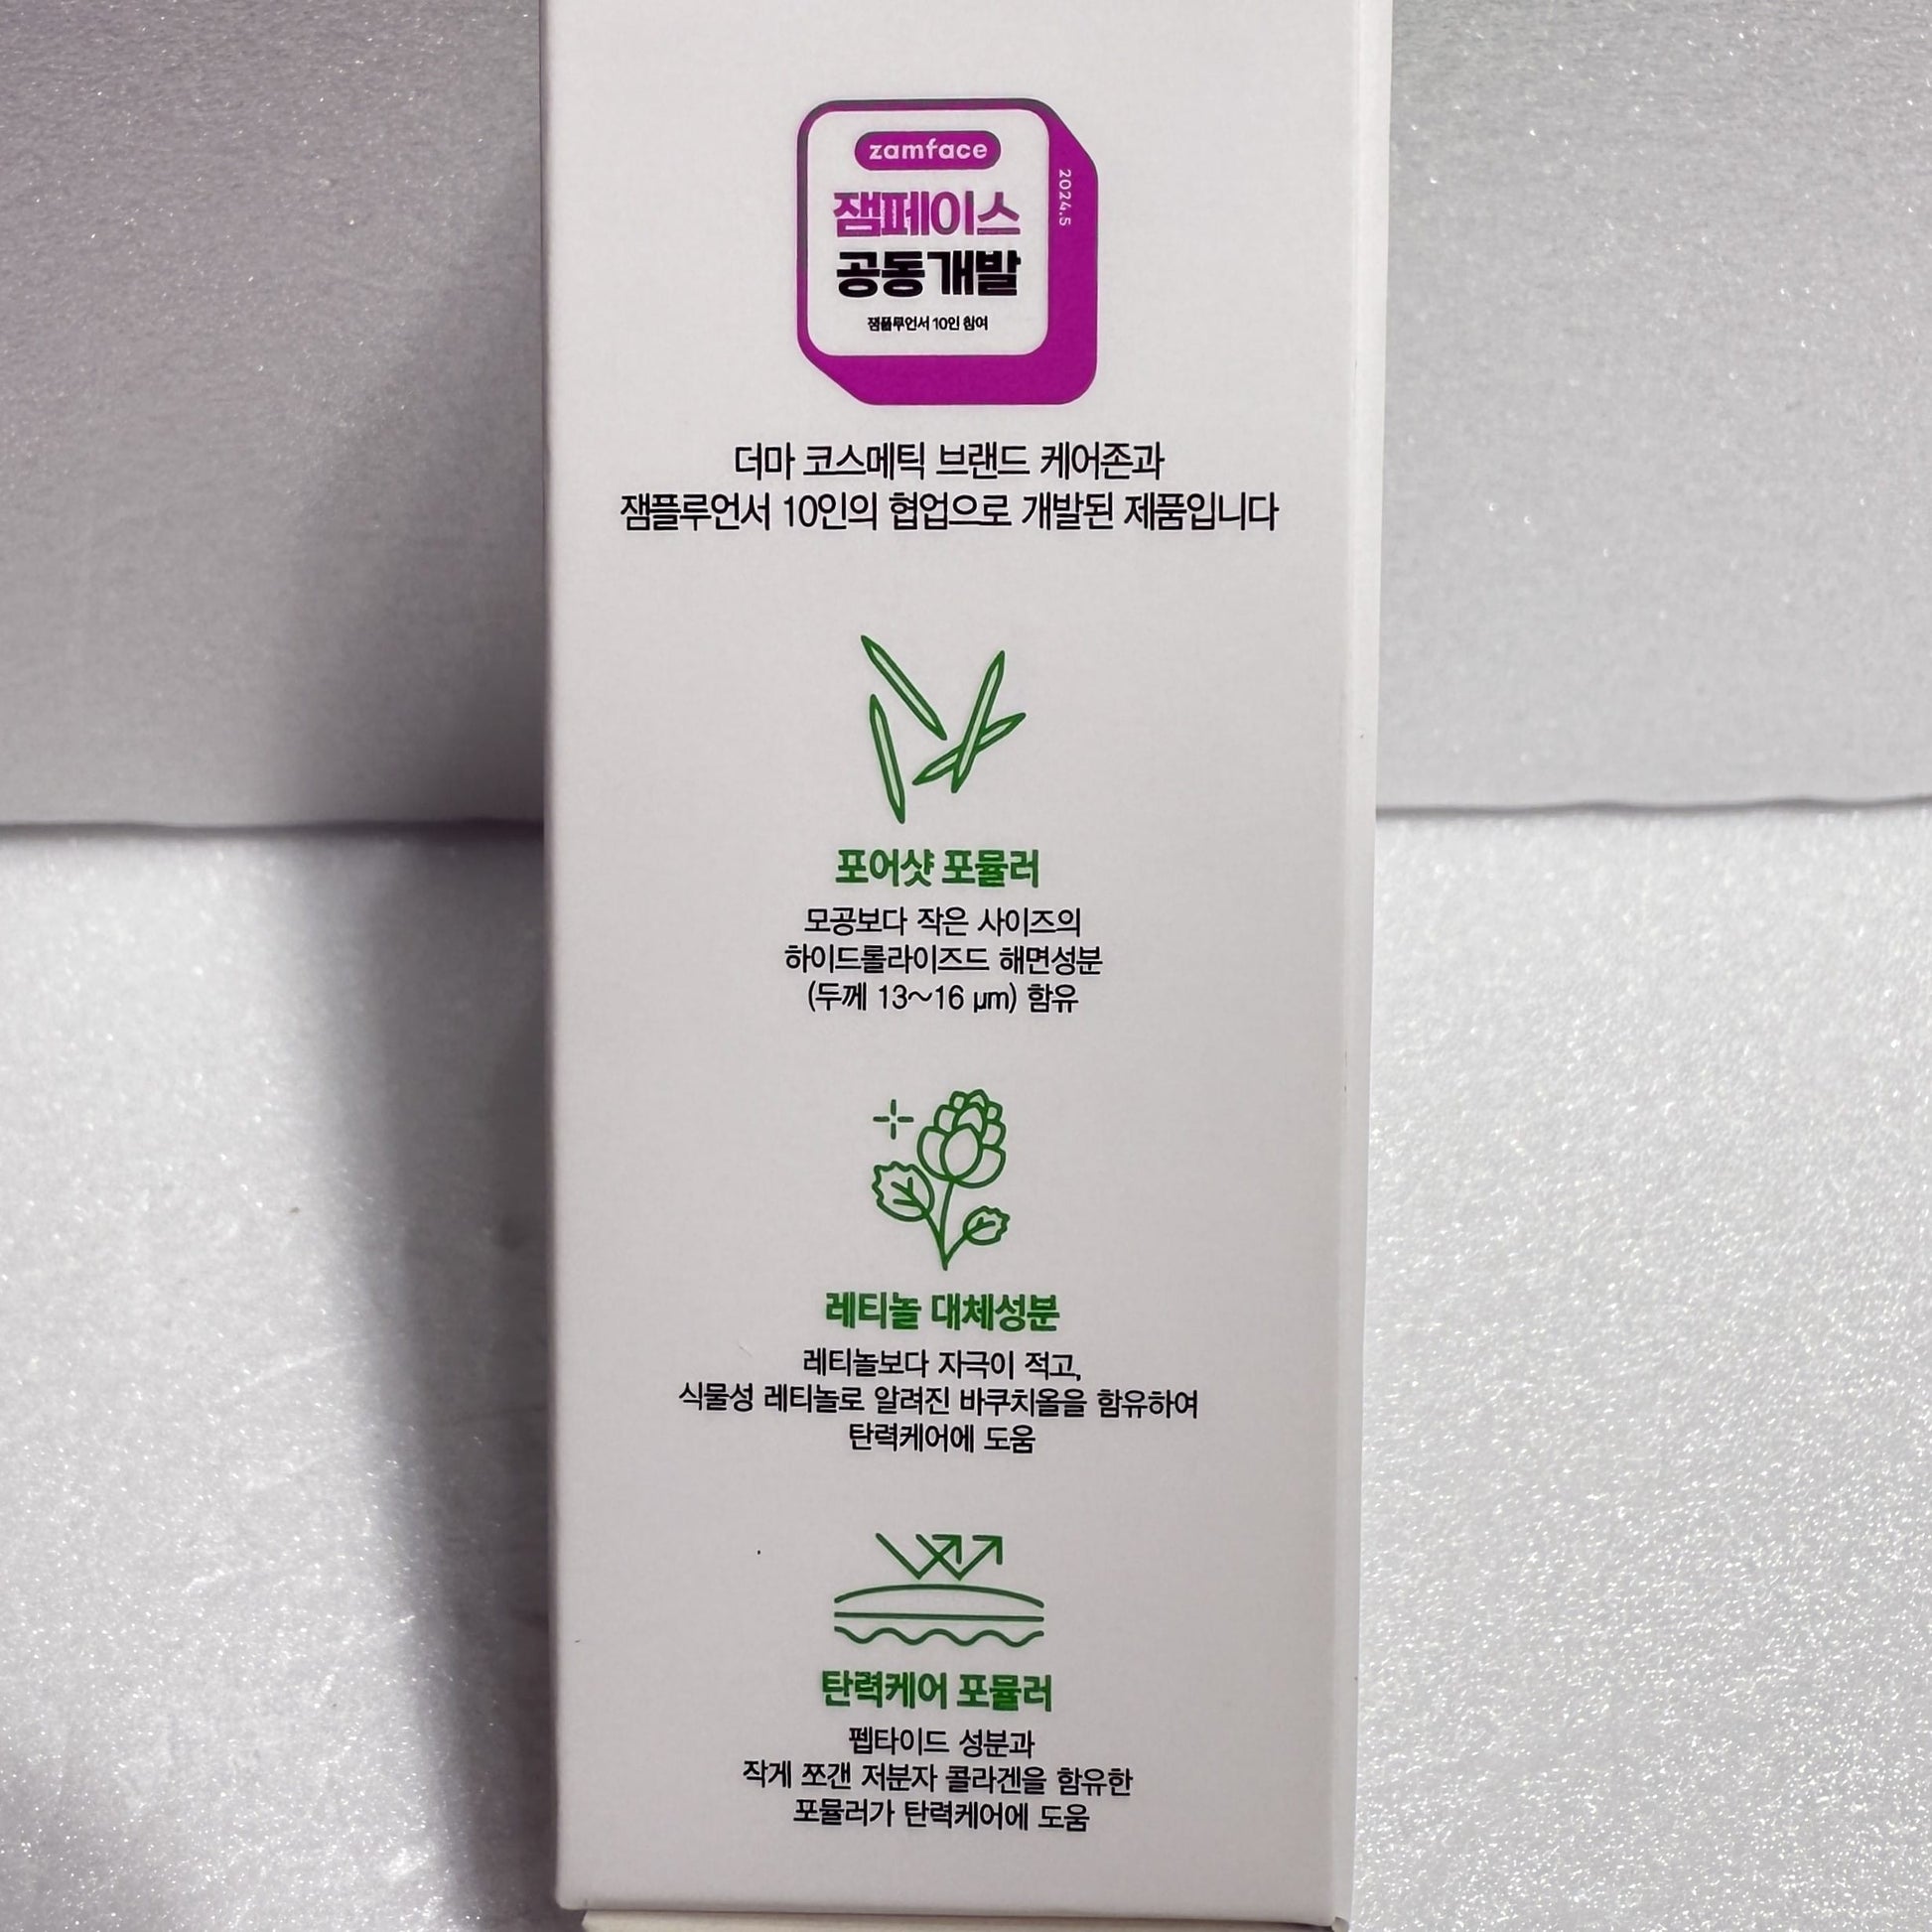 zamface
잼페이스
공동개발
잼플루언서 10인 참여
2024.5
더마 코스메틱 브랜드 케어존과
잼플루언서 10인의 협업으로 개발된 제품입니다
포어샷 포뮬러
모공보다 작은 사이즈의
하이드롤라이즈드 해면성분
(두께 13~16 μm) 함유
레티놀 대체성분
레티놀보다 자극이 적고,
식물성 레티놀로 알려진 바쿠치올을 함유하여
탄력케어에 도움
탄력케어 포뮬러
펩타이드 성분과
작게 쪼갠 저분자 콜라겐을 함유한
포뮬러가 탄력케어에 도움